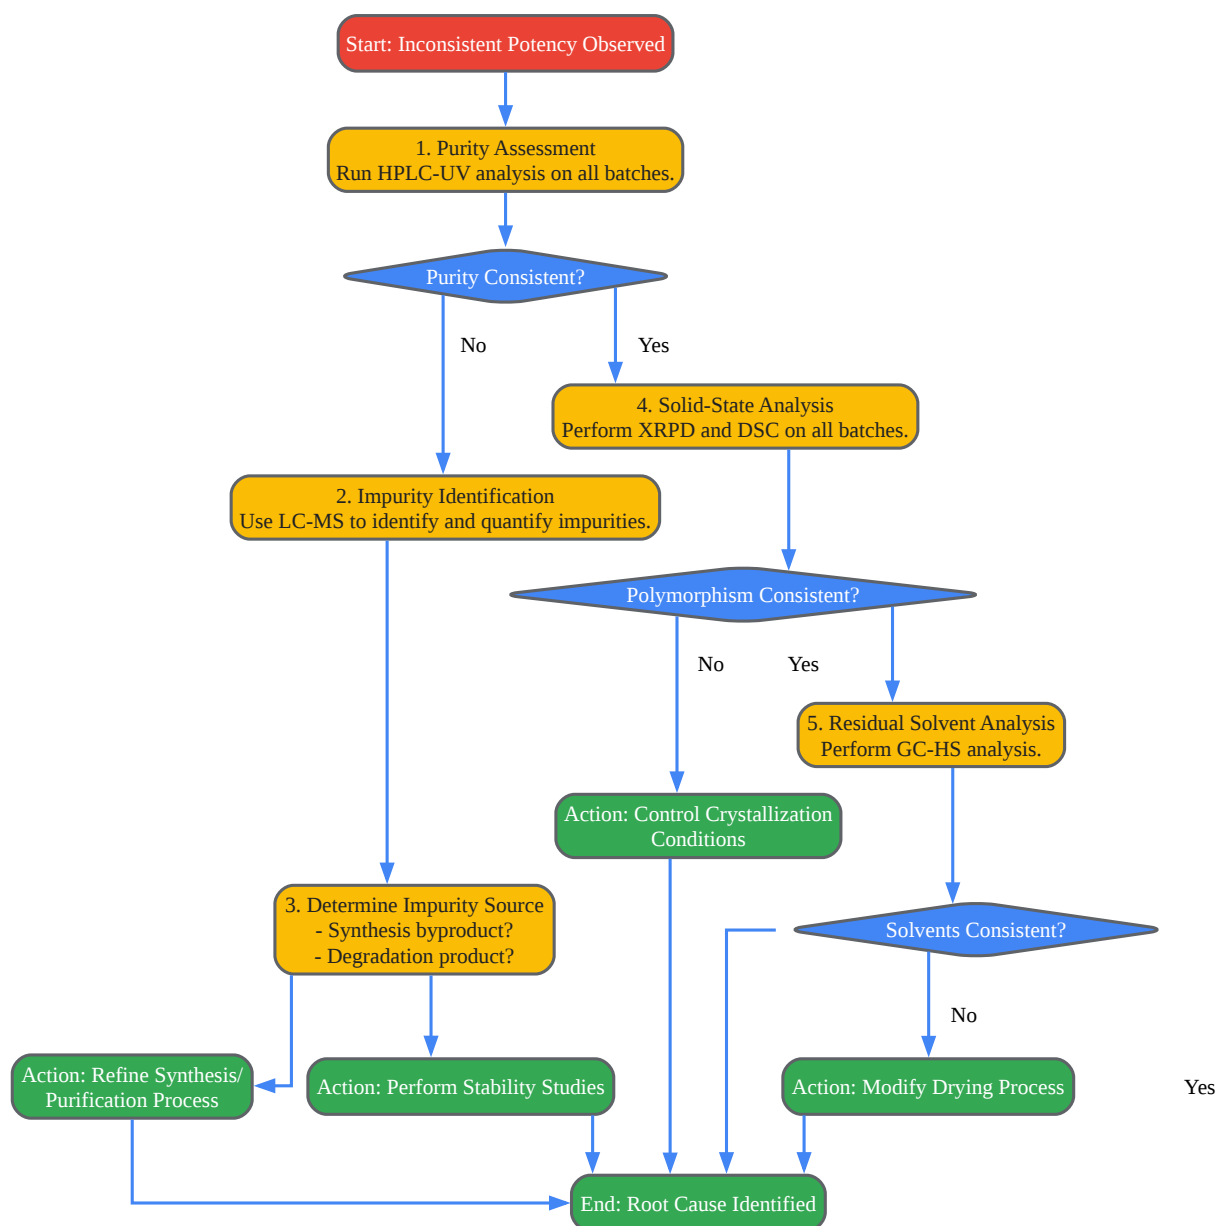 Start: Inconsistent Potency Observed
1. Purity Assessment
Run HPLC-UV analysis on all batches.
Purity Consistent?
No
Yes
4. Solid-State Analysis
Perform XRPD and DSC on all batches.
2. Impurity Identification
Use LC-MS to identify and quantify impurities.
Polymorphism Consistent?
No
Yes
5. Residual Solvent Analysis
Perform GC-HS analysis.
Action: Control Crystallization
Conditions
3. Determine Impurity Source
- Synthesis byproduct?
- Degradation product?
Solvents Consistent?
No
Action: Refine Synthesis/
Purification Process
Action: Perform Stability Studies
Action: Modify Drying Process
Yes
End: Root Cause Identified